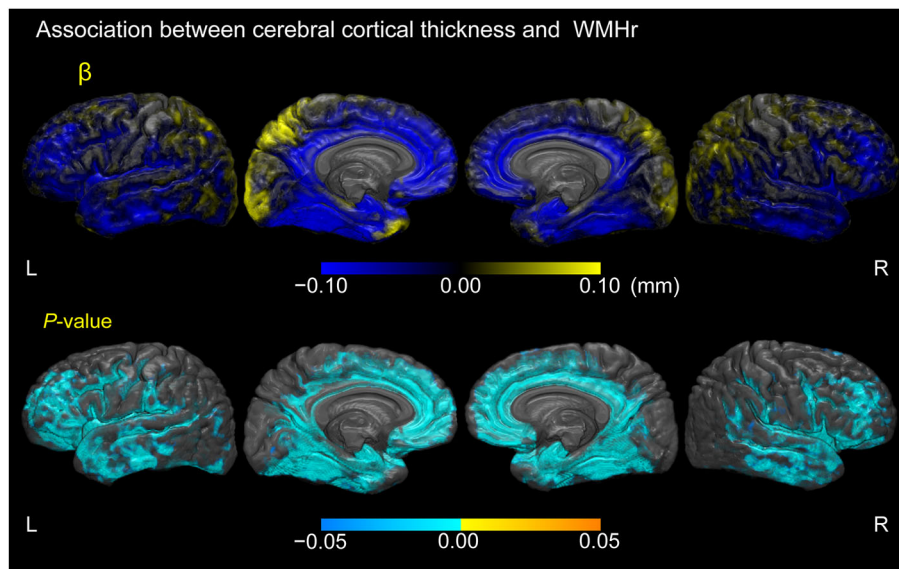 Association between cerebral cortical thickness and WMHr
β
L
R
−0.10 0.00 0.10 (mm)
P-value
L
R
−0.05 0.00 0.05